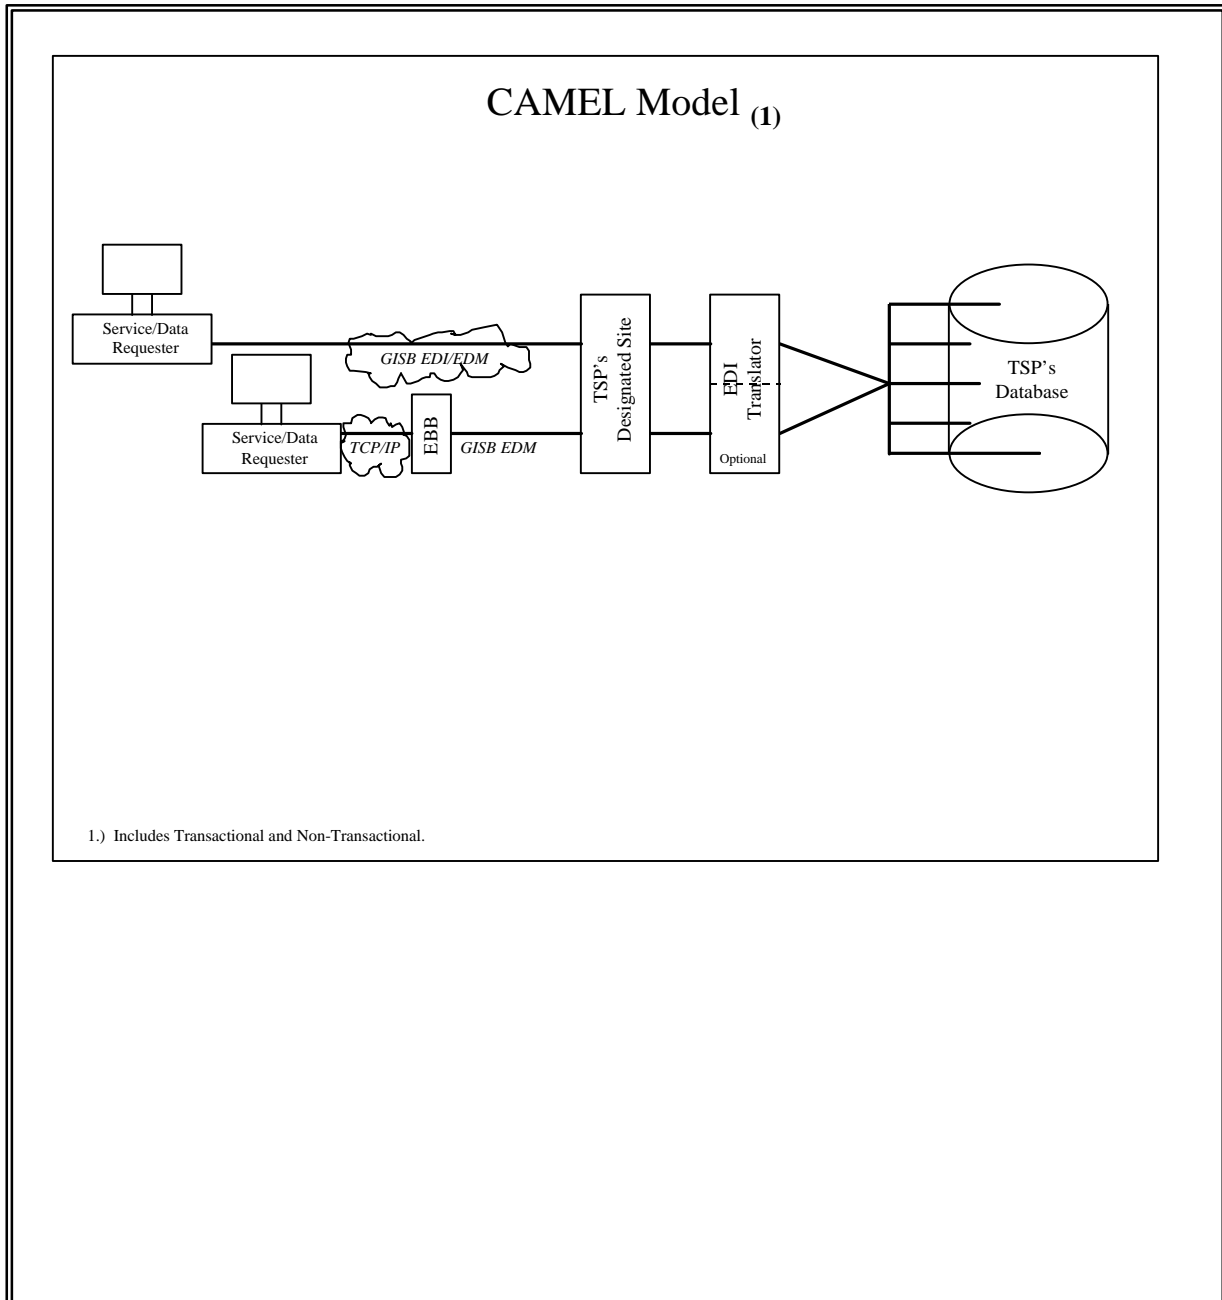 CAMEL Model (1)
Service/Data
Requester
GISB EDI/EDM
Service/Data
Requester
TCP/IP
EBB
GISB EDM
TSP's
Designated Site
EDI
Translator
Optional
TSP's
Database
1.) Includes Transactional and Non-Transactional.